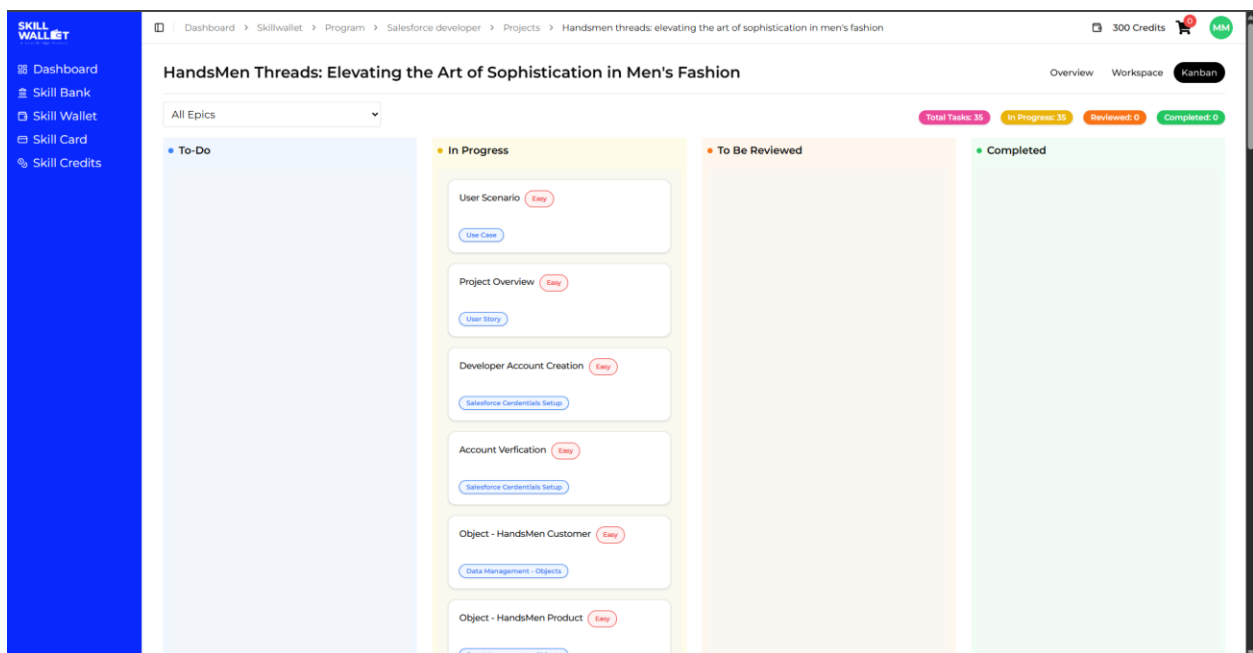 SKILL
WALLET
Dashboard
Skill Bank
Skill Wallet
Skill Card
Skill Credits
Dashboard > Skillwallet > Program > Salesforce developer > Projects > Handsmen threads: elevating the art of sophistication in men's fashion
300 Credits
0
MM
HandsMen Threads: Elevating the Art of Sophistication in Men's Fashion
Overview
Workspace
Kanban
All Epics
Total Tasks: 35
In Progress: 35
Reviewed: 0
Completed: 0
To-Do
In Progress
User Scenario Easy
Use Case
Project Overview Easy
User Story
Developer Account Creation Easy
Salesforce Cerdentials Setup
Account Verfication Easy
Salesforce Cerdentials Setup
Object - HandsMen Customer Easy
Data Management - Objects
Object - HandsMen Product Easy
To Be Reviewed
Completed